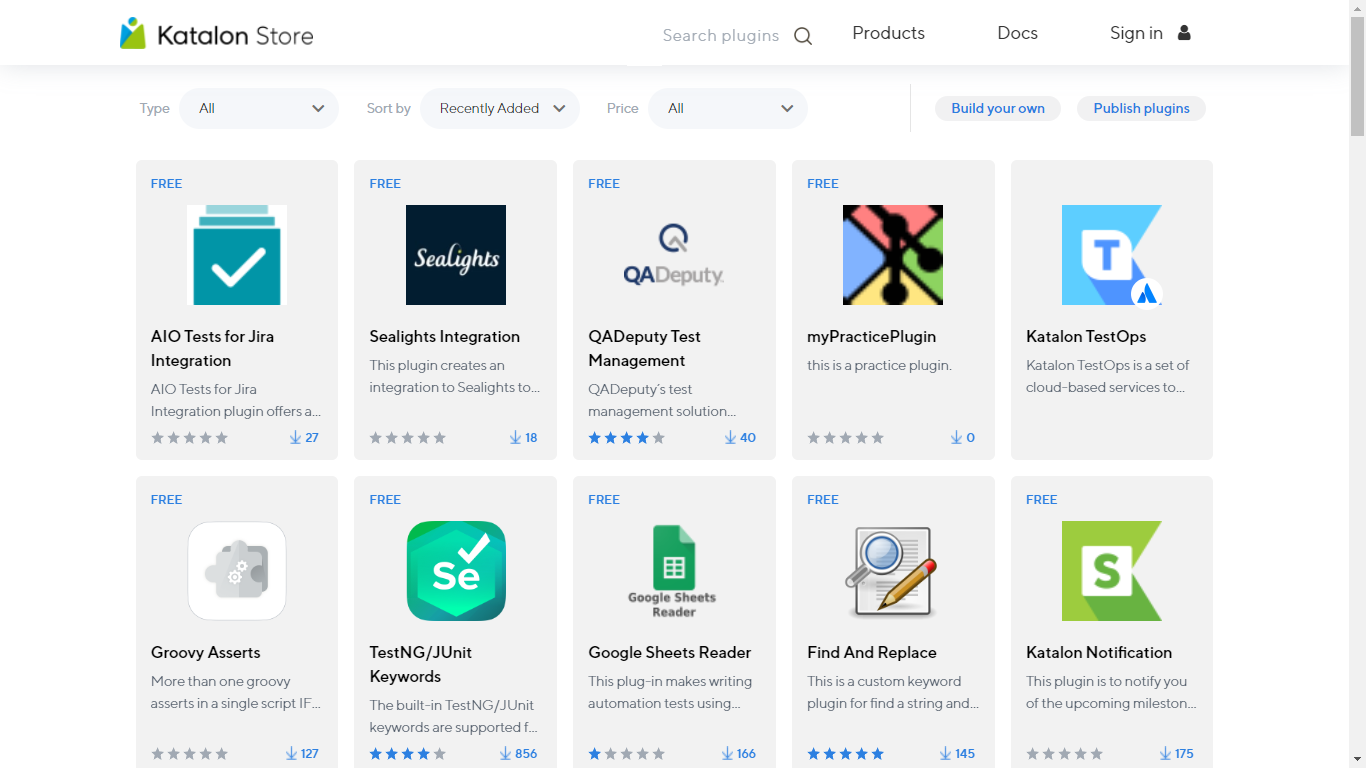 Katalon Store
Search plugins
Products
Docs
Sign in
Type
All
Sort by
Recently Added
Price
All
Build your own
Publish plugins
FREE
AIO Tests for Jira
Integration
AIO Tests for Jira
Integration plugin offers a...
27
FREE
Sealights
Sealights Integration
This plugin creates an
integration to Sealights to...
18
FREE
QADeputy
QADeputy Test
Management
QADeputy's test
management solution...
40
FREE
myPracticePlugin
this is a practice plugin.
0
T
Katalon TestOps
Katalon TestOps is a set of
cloud-based services to...
FREE
Groovy Asserts
More than one groovy
asserts in a single script IF...
127
FREE
Se
TestNG/JUnit
Keywords
The built-in TestNG/JUnit
keywords are supported f...
856
FREE
Google Sheets
Reader
Google Sheets Reader
This plug-in makes writing
automation tests using...
166
FREE
Find And Replace
This is a custom keyword
plugin for find a string and...
145
FREE
S
Katalon Notification
This plugin is to notify you
of the upcoming mileston...
175